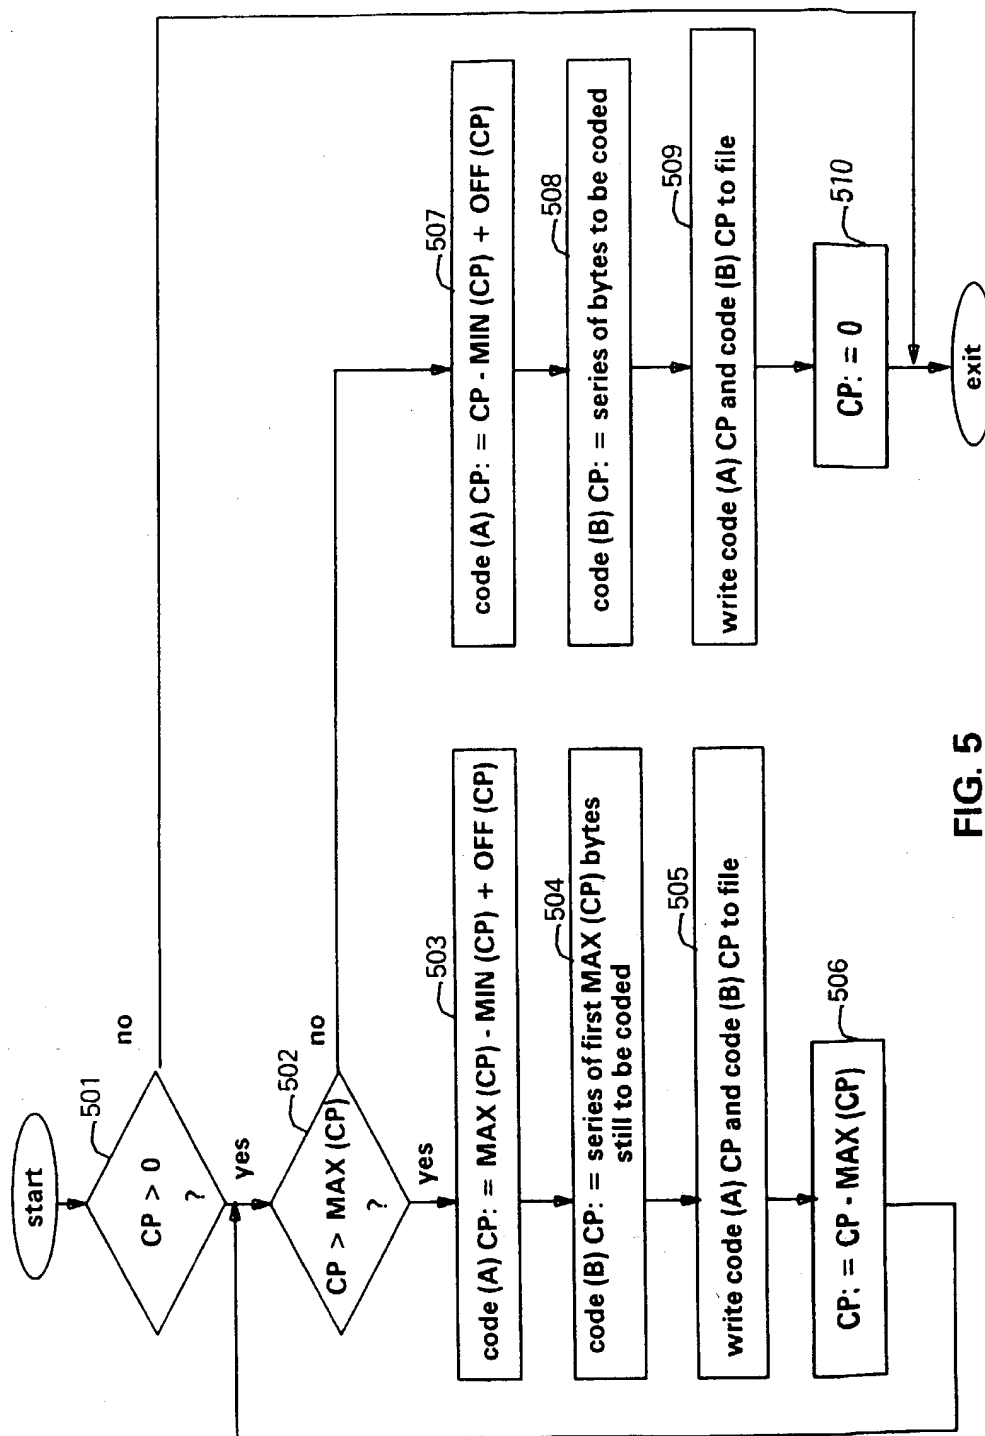 start
501
CP > 0
?
no
yes
502
CP > MAX (CP)
?
no
yes
503
code (A) CP: = MAX (CP) - MIN (CP) + OFF (CP)
504
code (B) CP: = series of first MAX (CP) bytes
still to be coded
505
write code (A) CP and code (B) CP to file
506
CP: = CP - MAX (CP)
507
code (A) CP: = CP - MIN (CP) + OFF (CP)
508
code (B) CP: = series of bytes to be coded
509
write code (A) CP and code (B) CP to file
510
CP: = 0
exit
FIG. 5